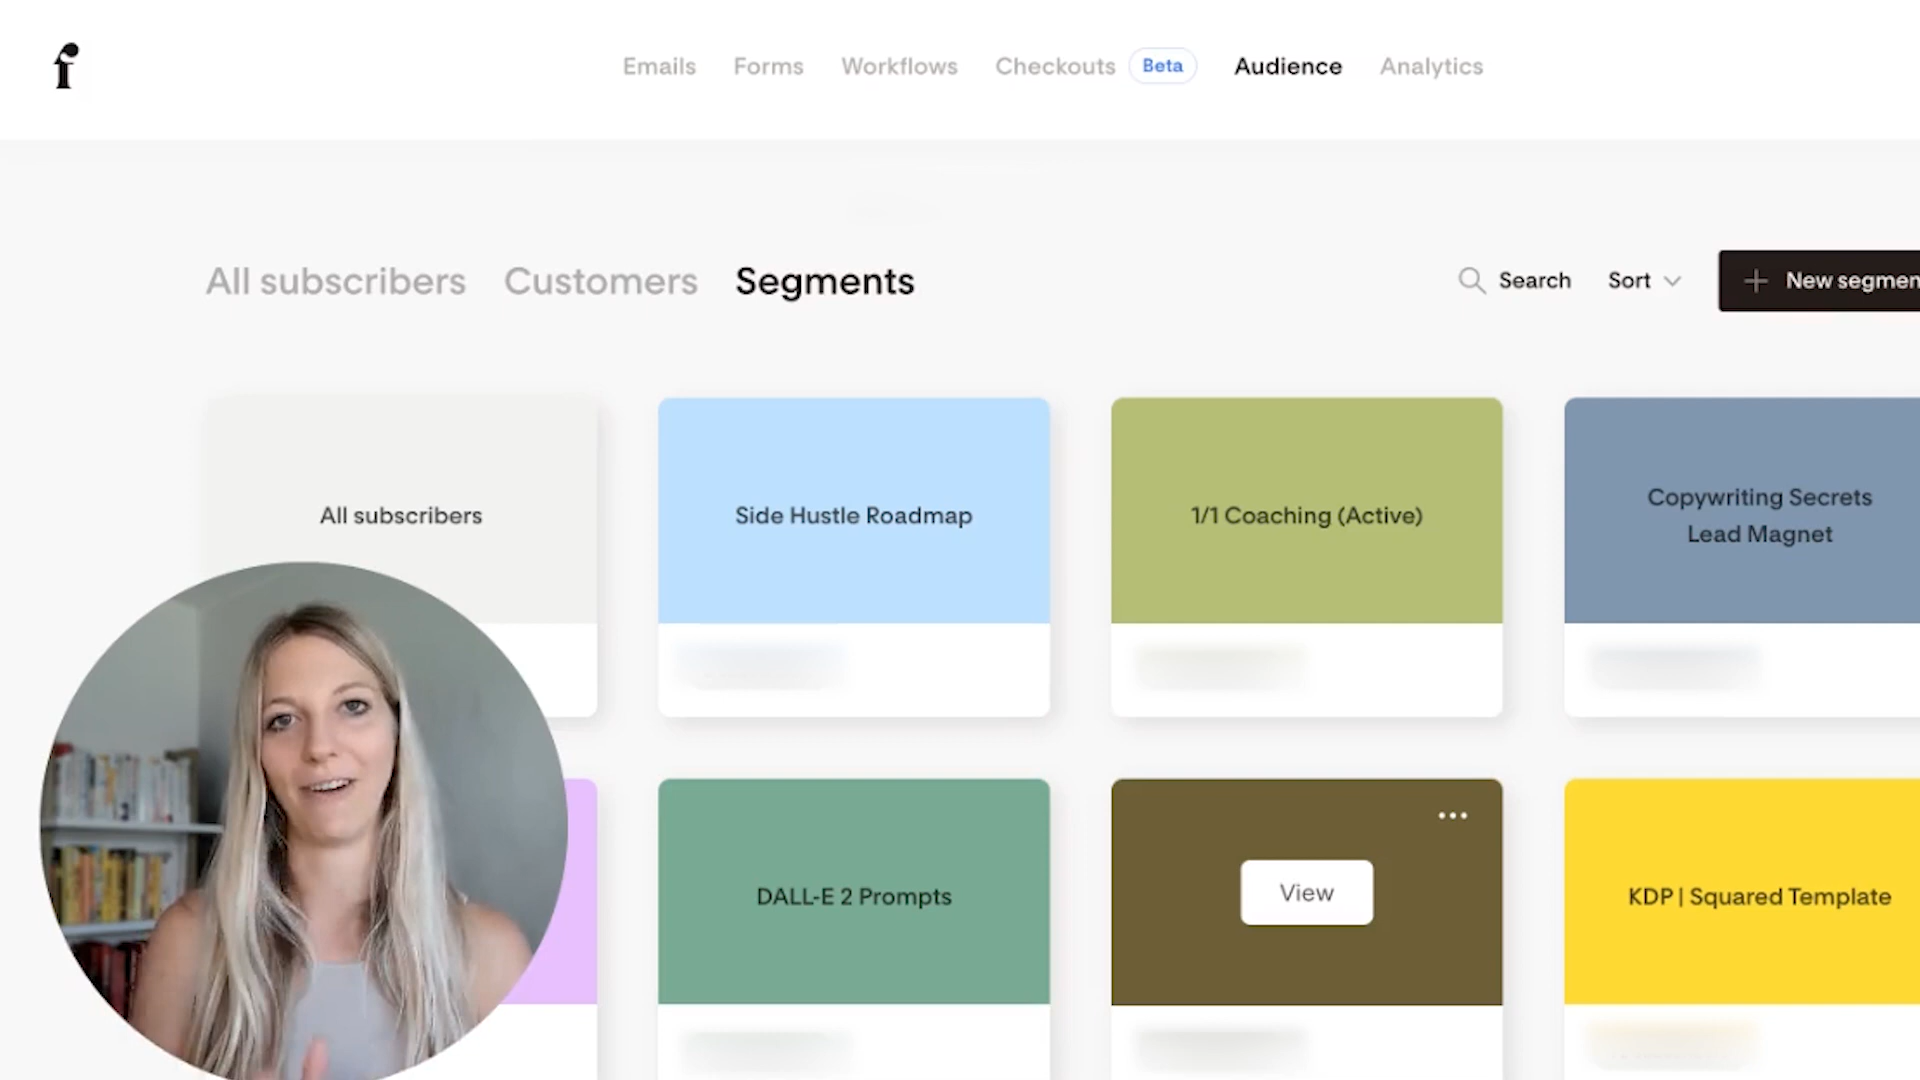 f
Emails Forms Workflows Checkouts Beta Audience Analytics
All subscribers Customers Segments
Search Sort New segmen
All subscribers
Side Hustle Roadmap
1/1 Coaching (Active)
Copywriting Secrets
Lead Magnet
DALL-E 2 Prompts
View
KDP | Squared Template